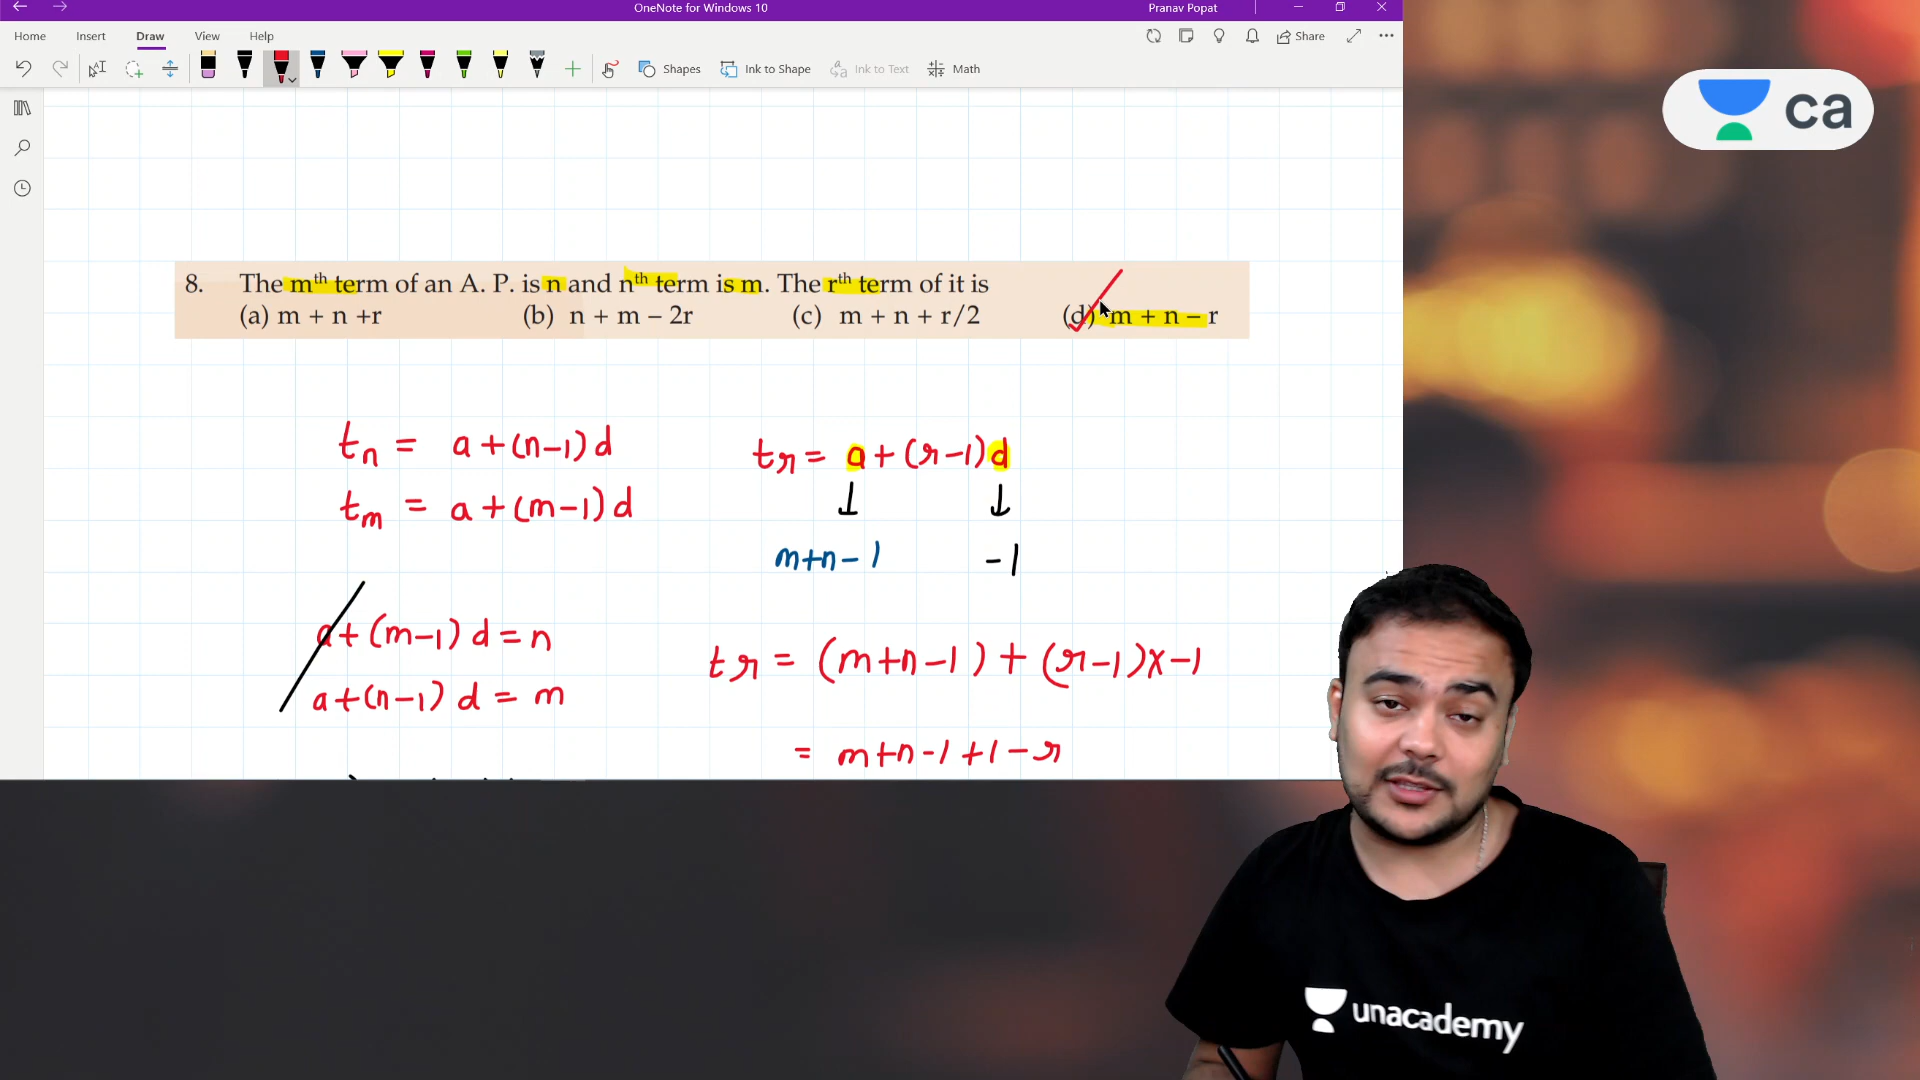 OneNote for Windows 10
Pranav Popat
Home Insert Draw View Help
Share
Shapes Ink to Shape Ink to Text Math
ca
8. The mth term of an A. P. is n and nth term is m. The rth term of it is
(a) m + n +r (b) n + m – 2r (c) m + n + r/2 (d) m + n – r
tn = a+(n-1)d
tm = a+(m-1)d
a+(m-1)d=n
a+(n-1)d = m
tr = a+(r-1)d
↓ ↓
m+n-1 -1
tr = (m+n-1)+(r-1)x-1
= m+n-1+1-r
unacademy